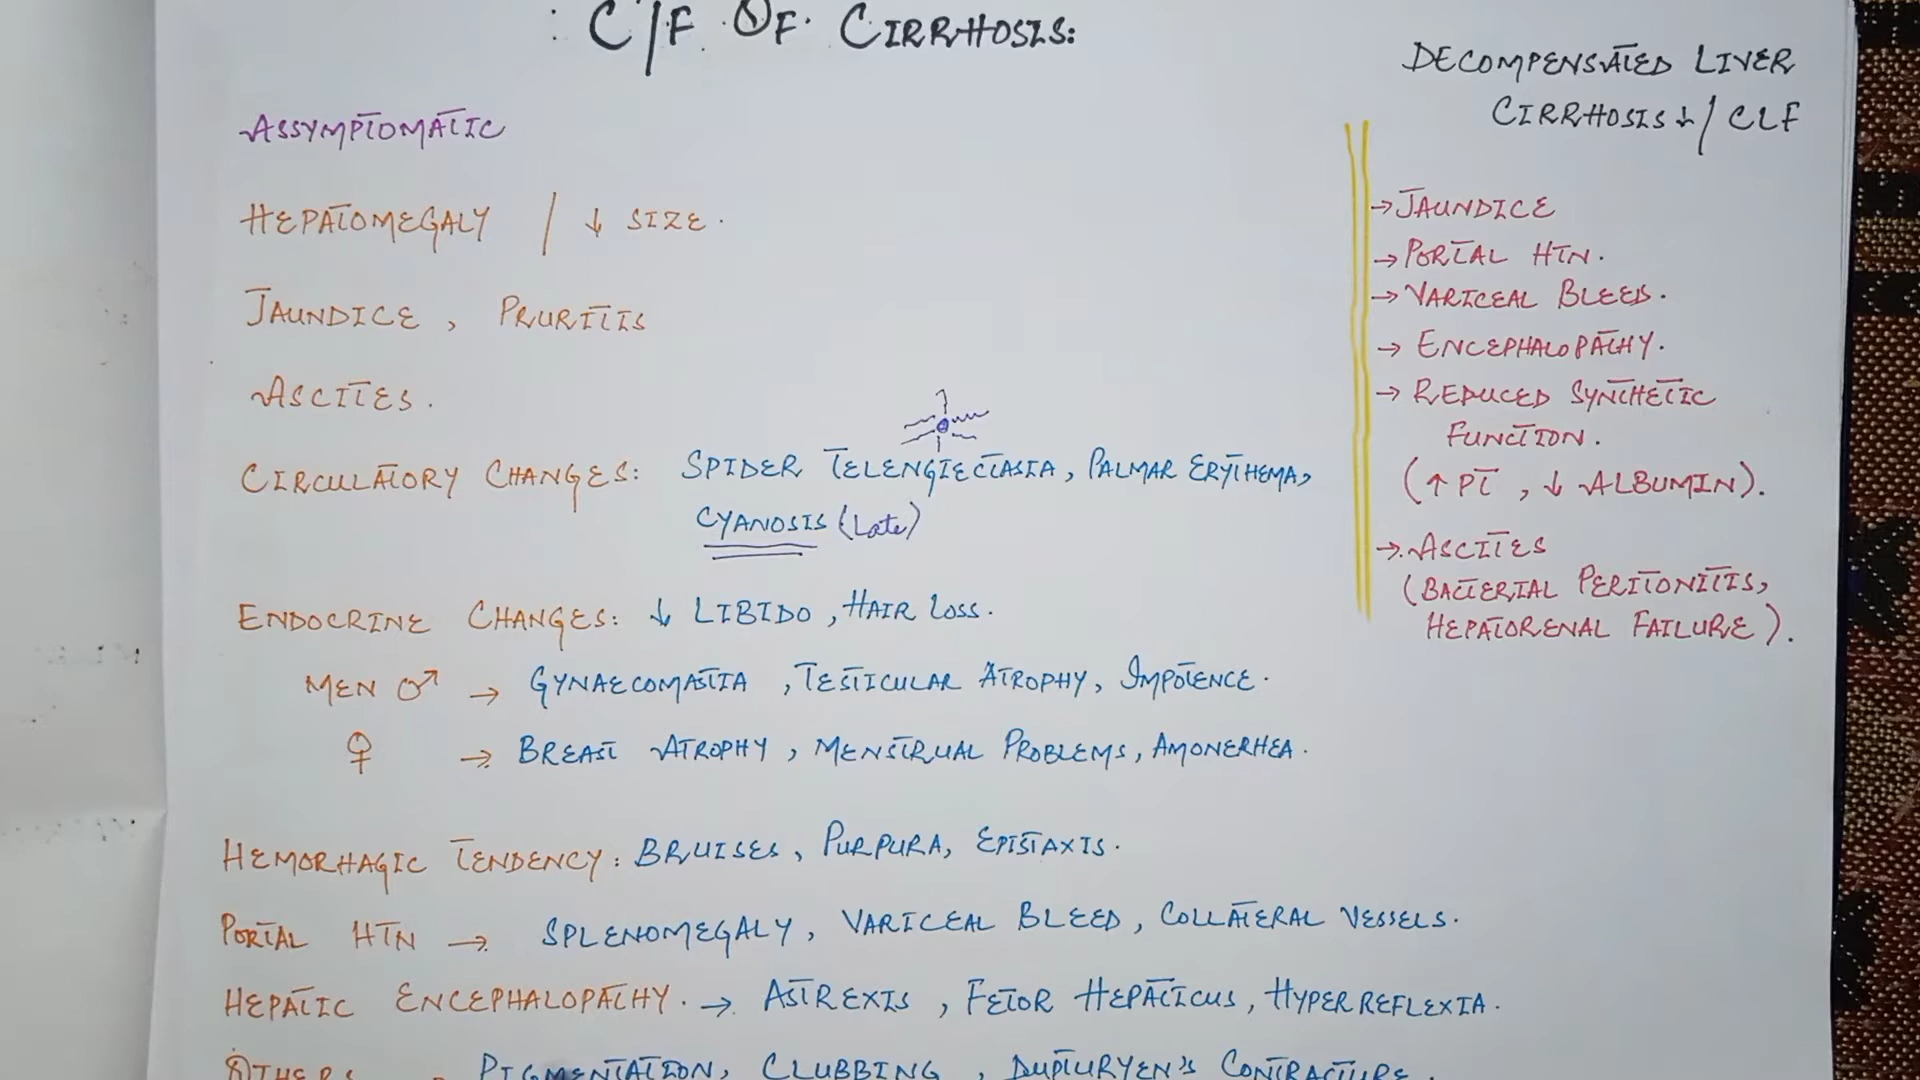 : C/F. OF. CIRRHOSIS:
ASSYMPTOMATIC
HEPATOMEGALY / ↓ SIZE.
JAUNDICE, PRURITIS
ASCITES.
CIRCULATORY CHANGES: SPIDER TELENGIECTASIA, PALMAR ERYTHEMA,
CYANOSIS (Late)
ENDOCRINE CHANGES: ↓ LIBIDO, HAIR LOSS.
MEN ♂ → GYNAECOMASTIA, TESTICULAR ATROPHY, IMPOTENCE.
♀ → BREAST ATROPHY, MENSTRUAL PROBLEMS, AMONERHEA.
HEMORHAGIC TENDENCY: BRUISES, PURPURA, EPISTAXIS.
PORTAL HTN → SPLENOMEGALY, VARICEAL BLEED, COLLATERAL VESSELS.
HEPATIC ENCEPHALOPATHY. → ASTREXIS, FETOR HEPATICUS, HYPERREFLEXIA.
OTHERS PIGMENTATION, CLUBBING, DUPTURYEN'S CONTRACTURE.
DECOMPENSATED LIVER
CIRRHOSIS ↓ / CLF
→ JAUNDICE
→ PORTAL HTN.
→ VARICEAL BLEEDS.
→ ENCEPHALOPATHY.
→ REDUCED SYNTHETIC
FUNCTION.
(↑ PT, ↓ ALBUMIN).
→ ASCITES
(BACTERIAL PERITONITIS,
HEPATORENAL FAILURE).